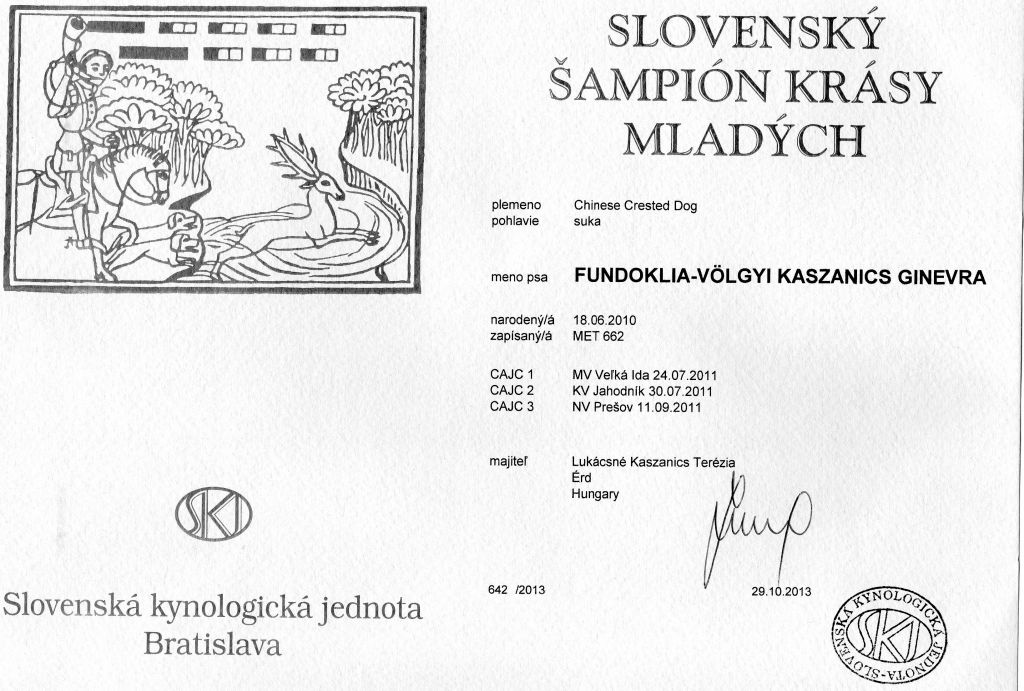 SLOVENSKÝ
ŠAMPIÓN KRÁSY
MLADÝCH
plemeno Chinese Crested Dog
pohlavie suka
meno psa FUNDOKLIA-VÖLGYI KASZANICS GINEVRA
narodený/á 18.06.2010
zapísaný/á MET 662
CAJC 1 MV Veľká Ida 24.07.2011
CAJC 2 KV Jahodník 30.07.2011
CAJC 3 NV Prešov 11.09.2011
majiteľ Lukácsné Kaszanics Terézia
Érd
Hungary
642 /2013 29.10.2013
SKJ
Slovenská kynologická jednota
Bratislava
SLOVENSKÁ KYNOLOGICKÁ JEDNOTA
SKJ